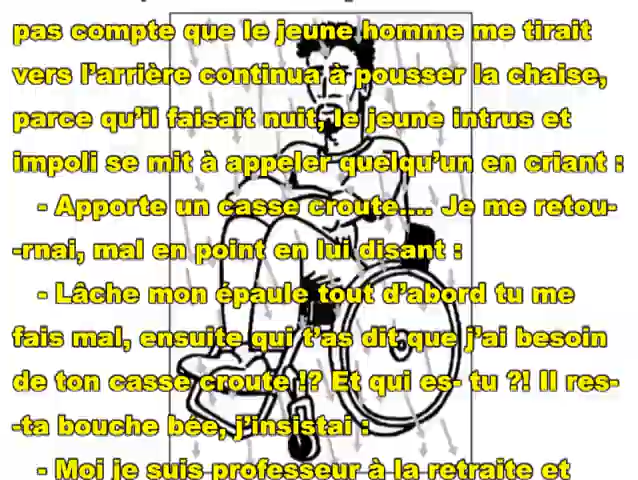 pas compte que le jeune homme me tirait
vers l'arrière continua à pousser la chaise,
parce qu'il faisait nuit, le jeune intrus et
impoli se mit à appeler quelqu'un en criant :
- Apporte un casse croute.... Je me retou-
-rnai, mal en point en lui disant :
- Lâche mon épaule tout d'abord tu me
fais mal, ensuite qui t'as dit que j'ai besoin
de ton casse croute !? Et qui es- tu ?! Il res-
-ta bouche bée, j'insistai :
- Moi je suis professeur à la retraite et